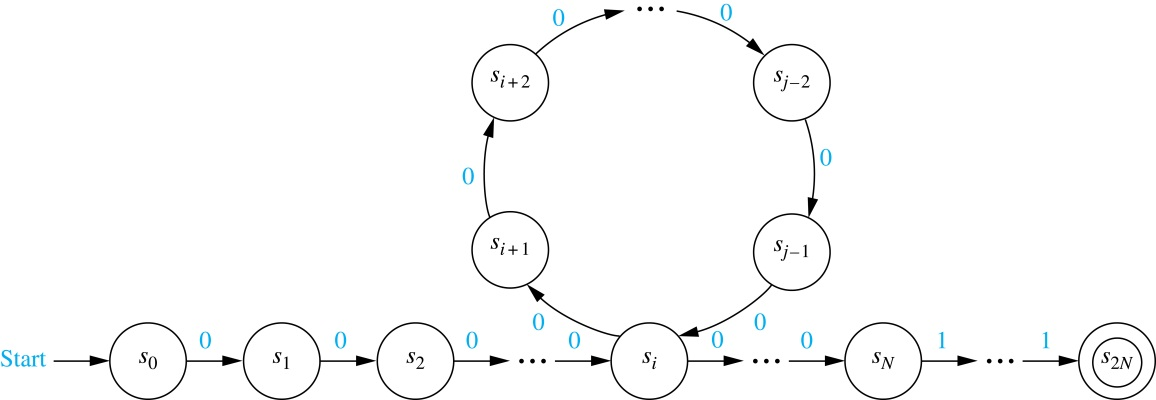 0 ... 0
s_{i+2} s_{j−2}
0 0
s_{i+1} s_{j−1}
0 0
Start s_0 0 s_1 0 s_2 0 ... 0 s_i 0 ... 0 s_N 1 ... 1 s_{2N}